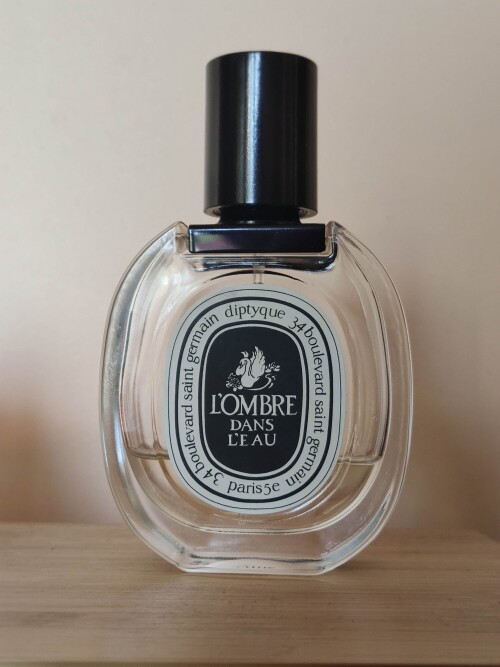 diptyque 34 boulevard saint germain paris5e 34 boulevard saint germain
L'OMBRE
DANS
L'EAU